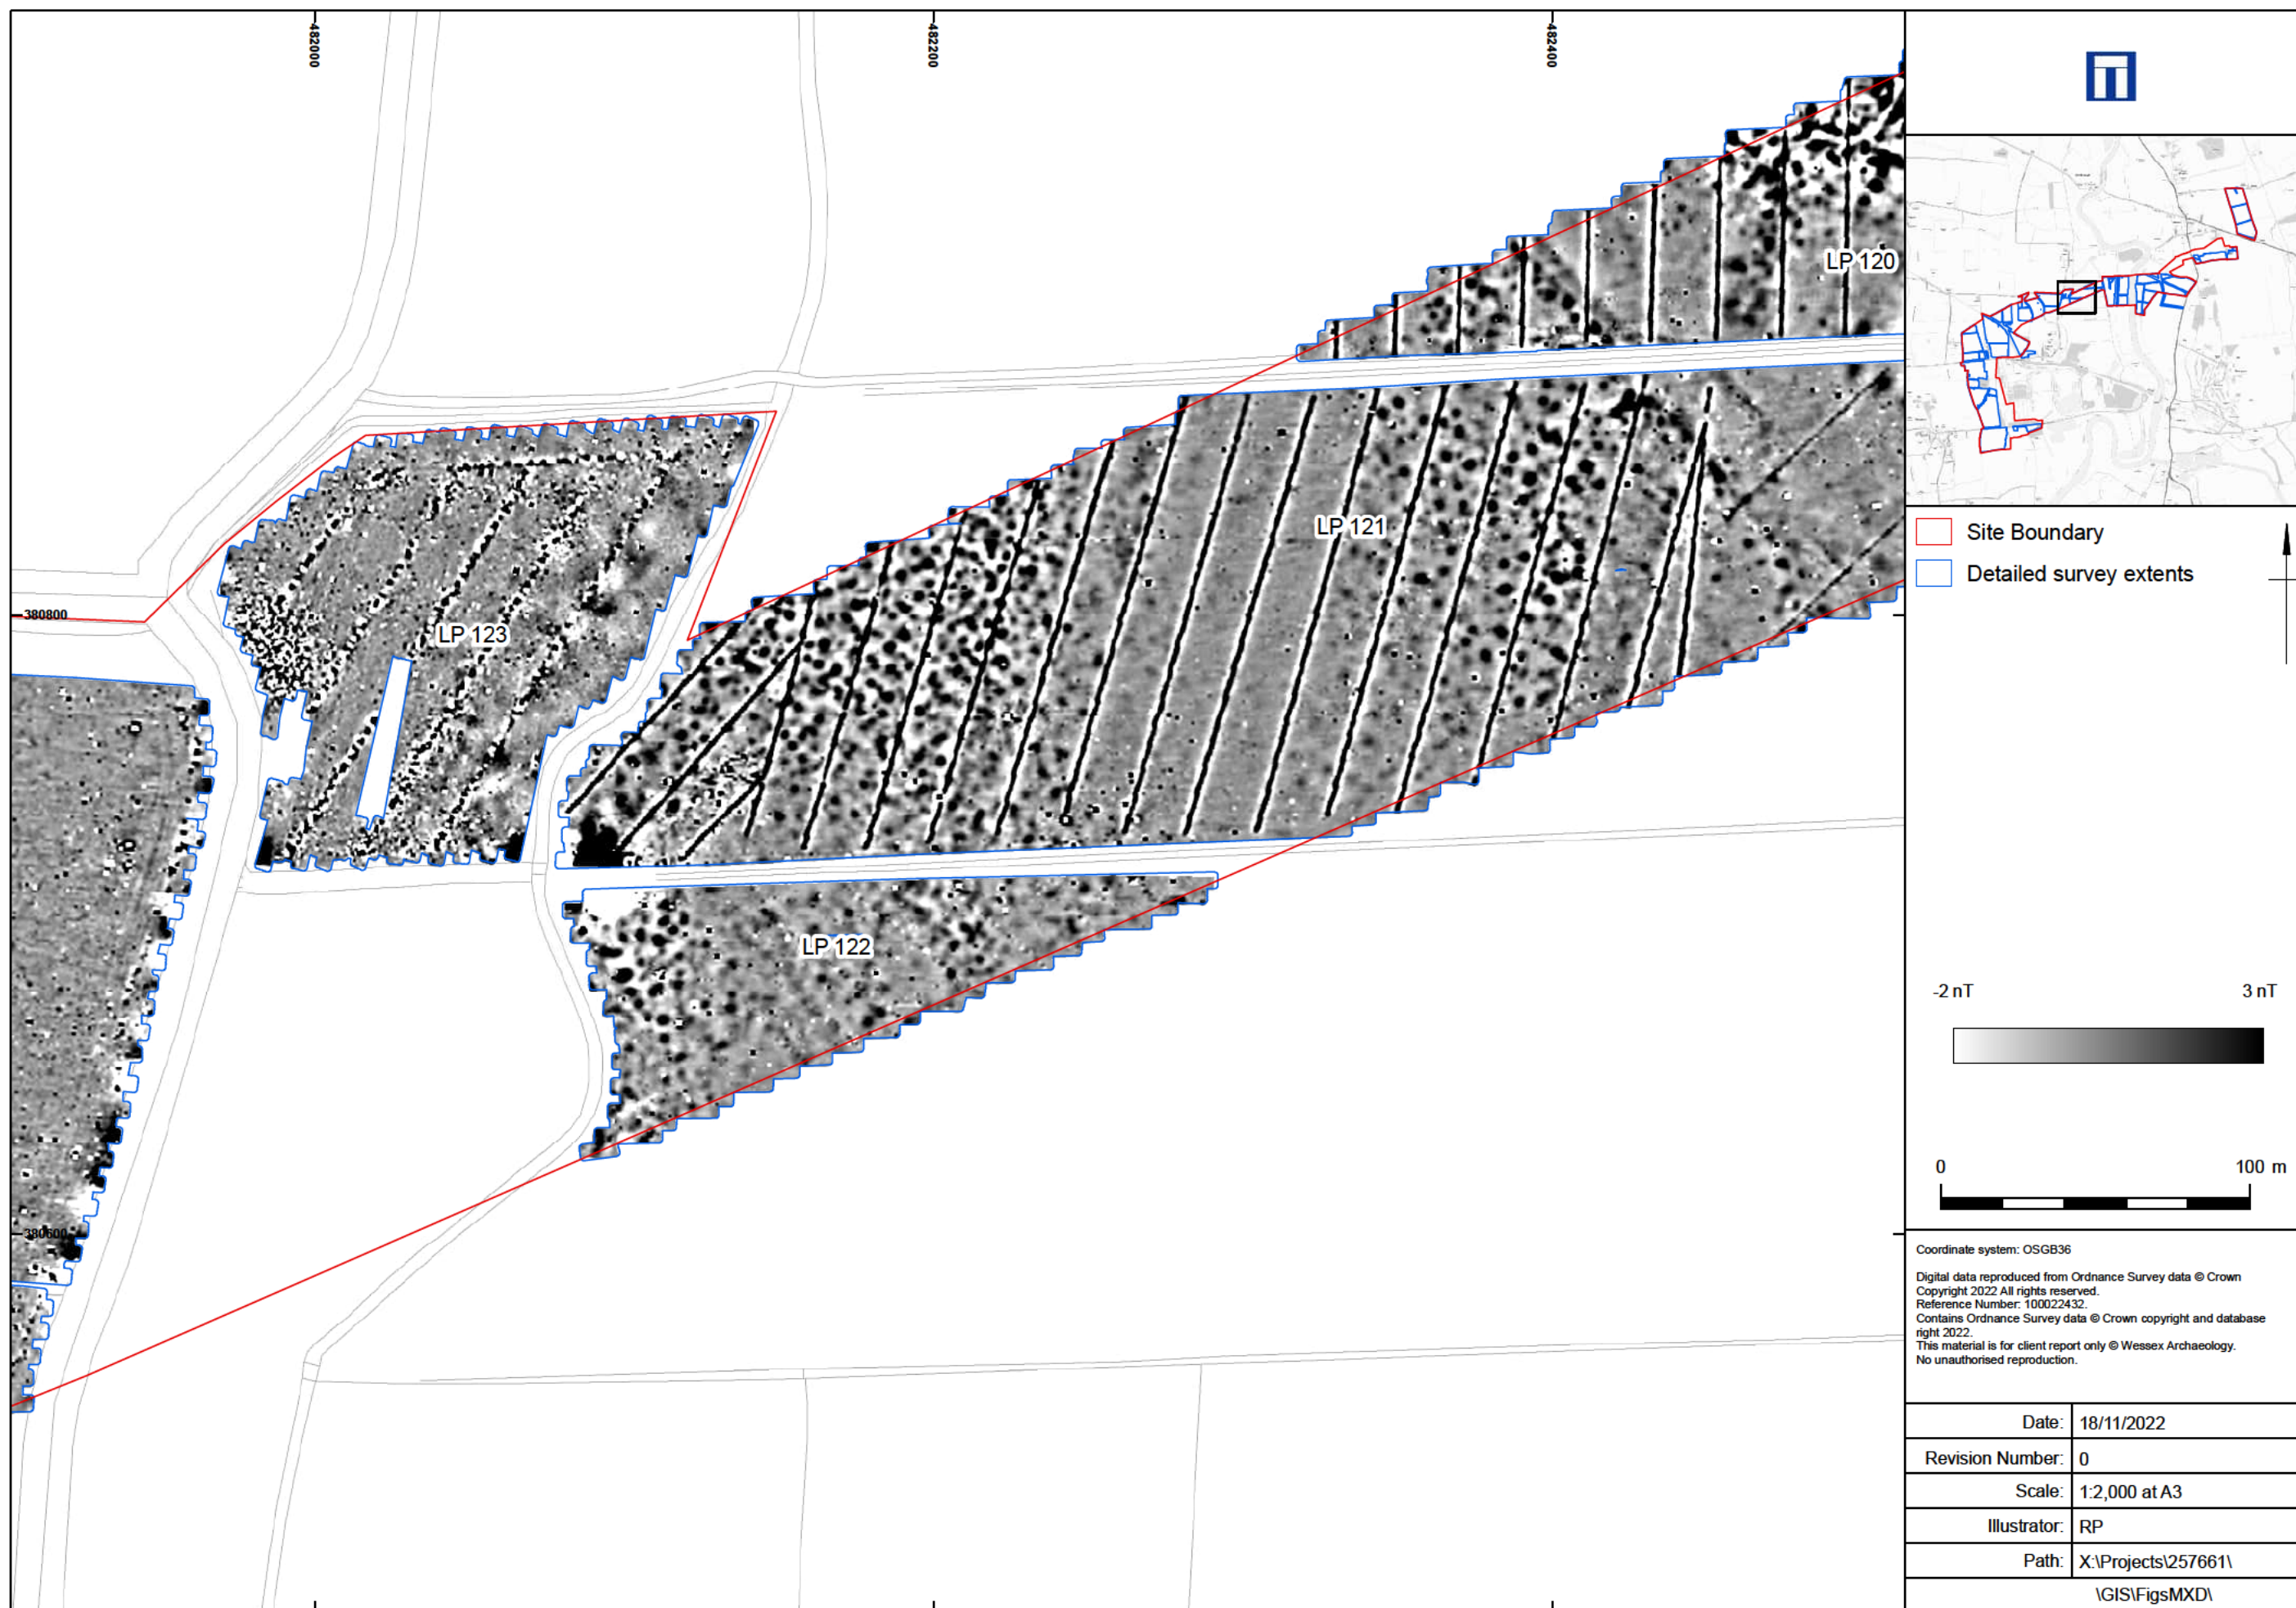 482000
482200
482400
LP 120
LP 121
380800
LP 123
LP 122
380600
Site Boundary
Detailed survey extents
-2 nT
3 nT
0
100 m
Coordinate system: OSGB36
Digital data reproduced from Ordnance Survey data © Crown
Copyright 2022 All rights reserved.
Reference Number: 100022432.
Contains Ordnance Survey data © Crown copyright and database
right 2022.
This material is for client report only © Wessex Archaeology.
No unauthorised reproduction.
Date: 18/11/2022
Revision Number: 0
Scale: 1:2,000 at A3
Illustrator: RP
Path: X:\Projects\257661\
\GIS\FigsMXD\